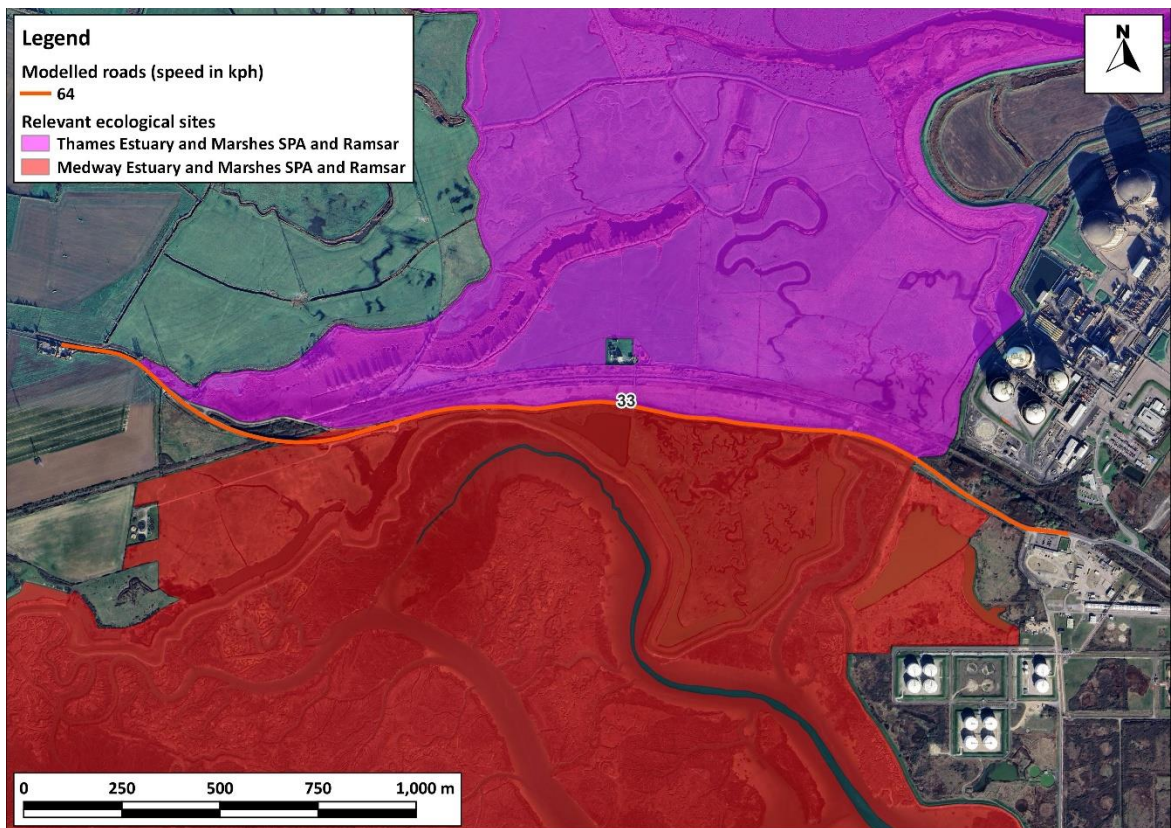 Legend
Modelled roads (speed in kph)
64
Relevant ecological sites
Thames Estuary and Marshes SPA and Ramsar
Medway Estuary and Marshes SPA and Ramsar
N
33
0 250 500 750 1,000 m